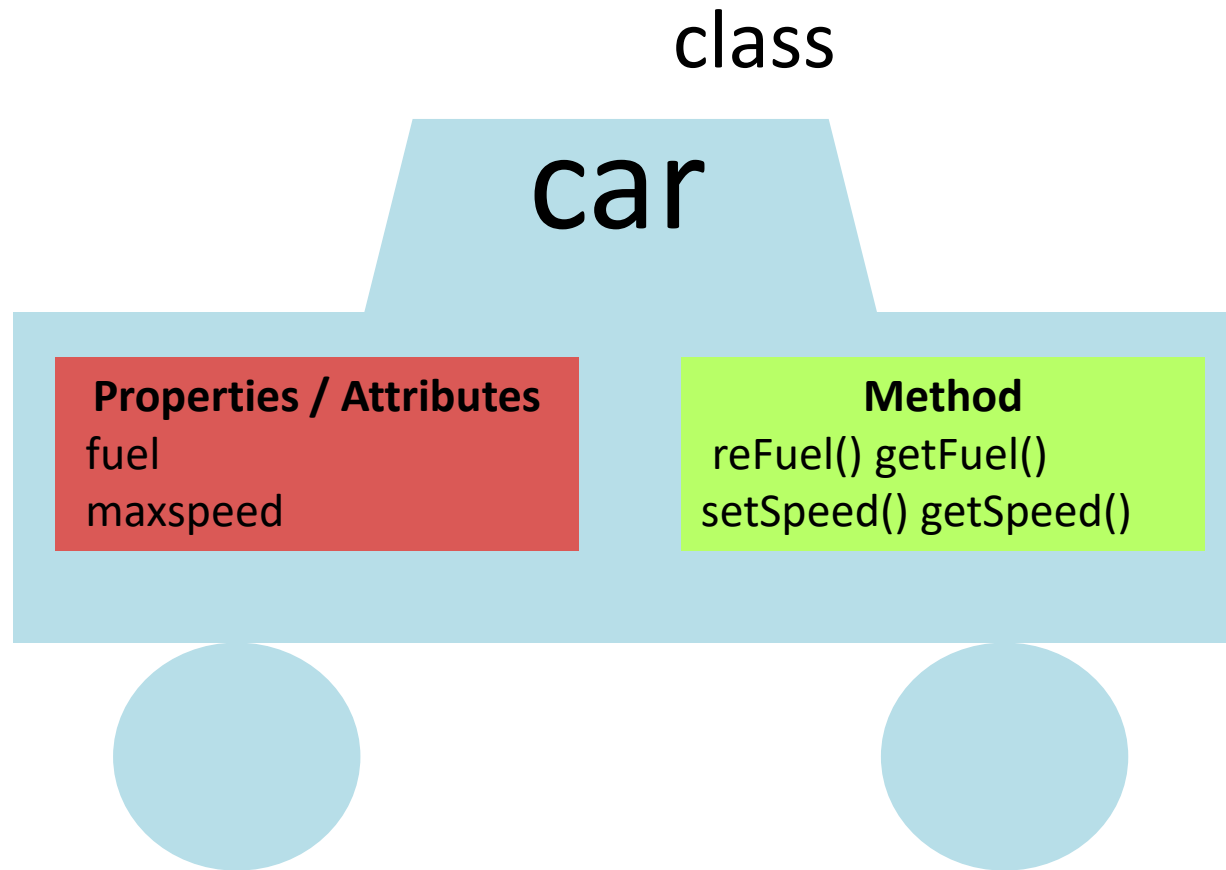 class
car
Properties / Attributes
fuel
maxspeed
Method
reFuel() getFuel()
setSpeed() getSpeed()